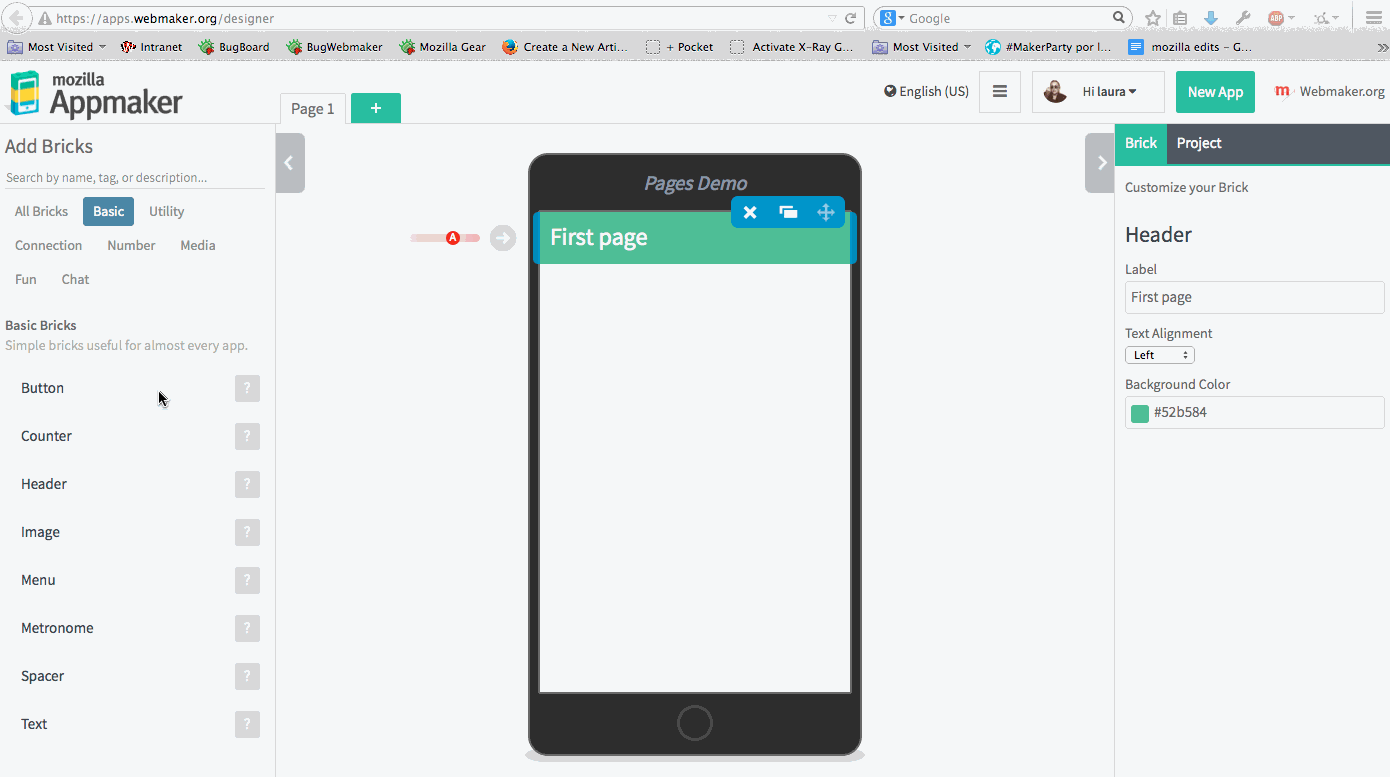 https://apps.webmaker.org/designer
Google
ABP
Most Visited
Intranet
BugBoard
BugWebmaker
Mozilla Gear
Create a New Arti...
+ Pocket
Activate X-Ray G...
Most Visited
#MakerParty por I...
mozilla edits – G...
mozilla
Appmaker
Page 1
+
English (US)
Hi laura
New App
m
Webmaker.org
Add Bricks
Search by name, tag, or description...
All Bricks
Basic
Utility
Connection
Number
Media
Fun
Chat
Basic Bricks
Simple bricks useful for almost every app.
Button
?
Counter
?
Header
?
Image
?
Menu
?
Metronome
?
Spacer
?
Text
?
Pages Demo
A
First page
Brick
Project
Customize your Brick
Header
Label
First page
Text Alignment
Left
Background Color
#52b584